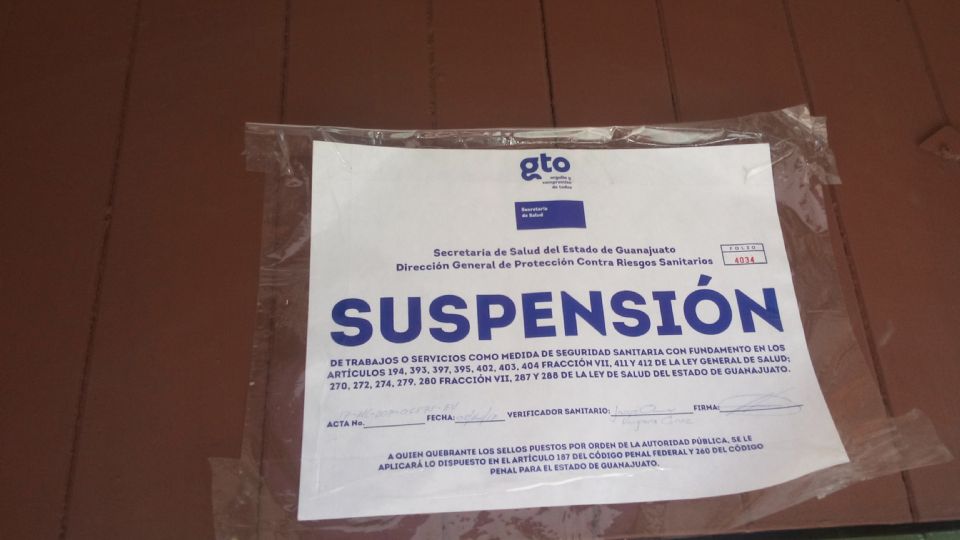 gto
orgullo y
compromiso
de todos
Secretaría
de Salud
Secretaría de Salud del Estado de Guanajuato
Dirección General de Protección Contra Riesgos Sanitarios
FOLIO
4034
SUSPENSIÓN
DE TRABAJOS O SERVICIOS COMO MEDIDA DE SEGURIDAD SANITARIA CON FUNDAMENTO EN LOS
ARTÍCULOS 194, 393, 397, 395, 402, 403, 404 FRACCIÓN VII, 411 Y 412 DE LA LEY GENERAL DE SALUD;
270, 272, 274, 279, 280 FRACCIÓN VII, 287 Y 288 DE LA LEY DE SALUD DEL ESTADO DE GUANAJUATO.
ACTA No. FECHA: VERIFICADOR SANITARIO: FIRMA:
A QUIEN QUEBRANTE LOS SELLOS PUESTOS POR ORDEN DE LA AUTORIDAD PÚBLICA, SE LE
APLICARÁ LO DISPUESTO EN EL ARTÍCULO 187 DEL CÓDIGO PENAL FEDERAL Y 260 DEL CÓDIGO
PENAL PARA EL ESTADO DE GUANAJUATO.